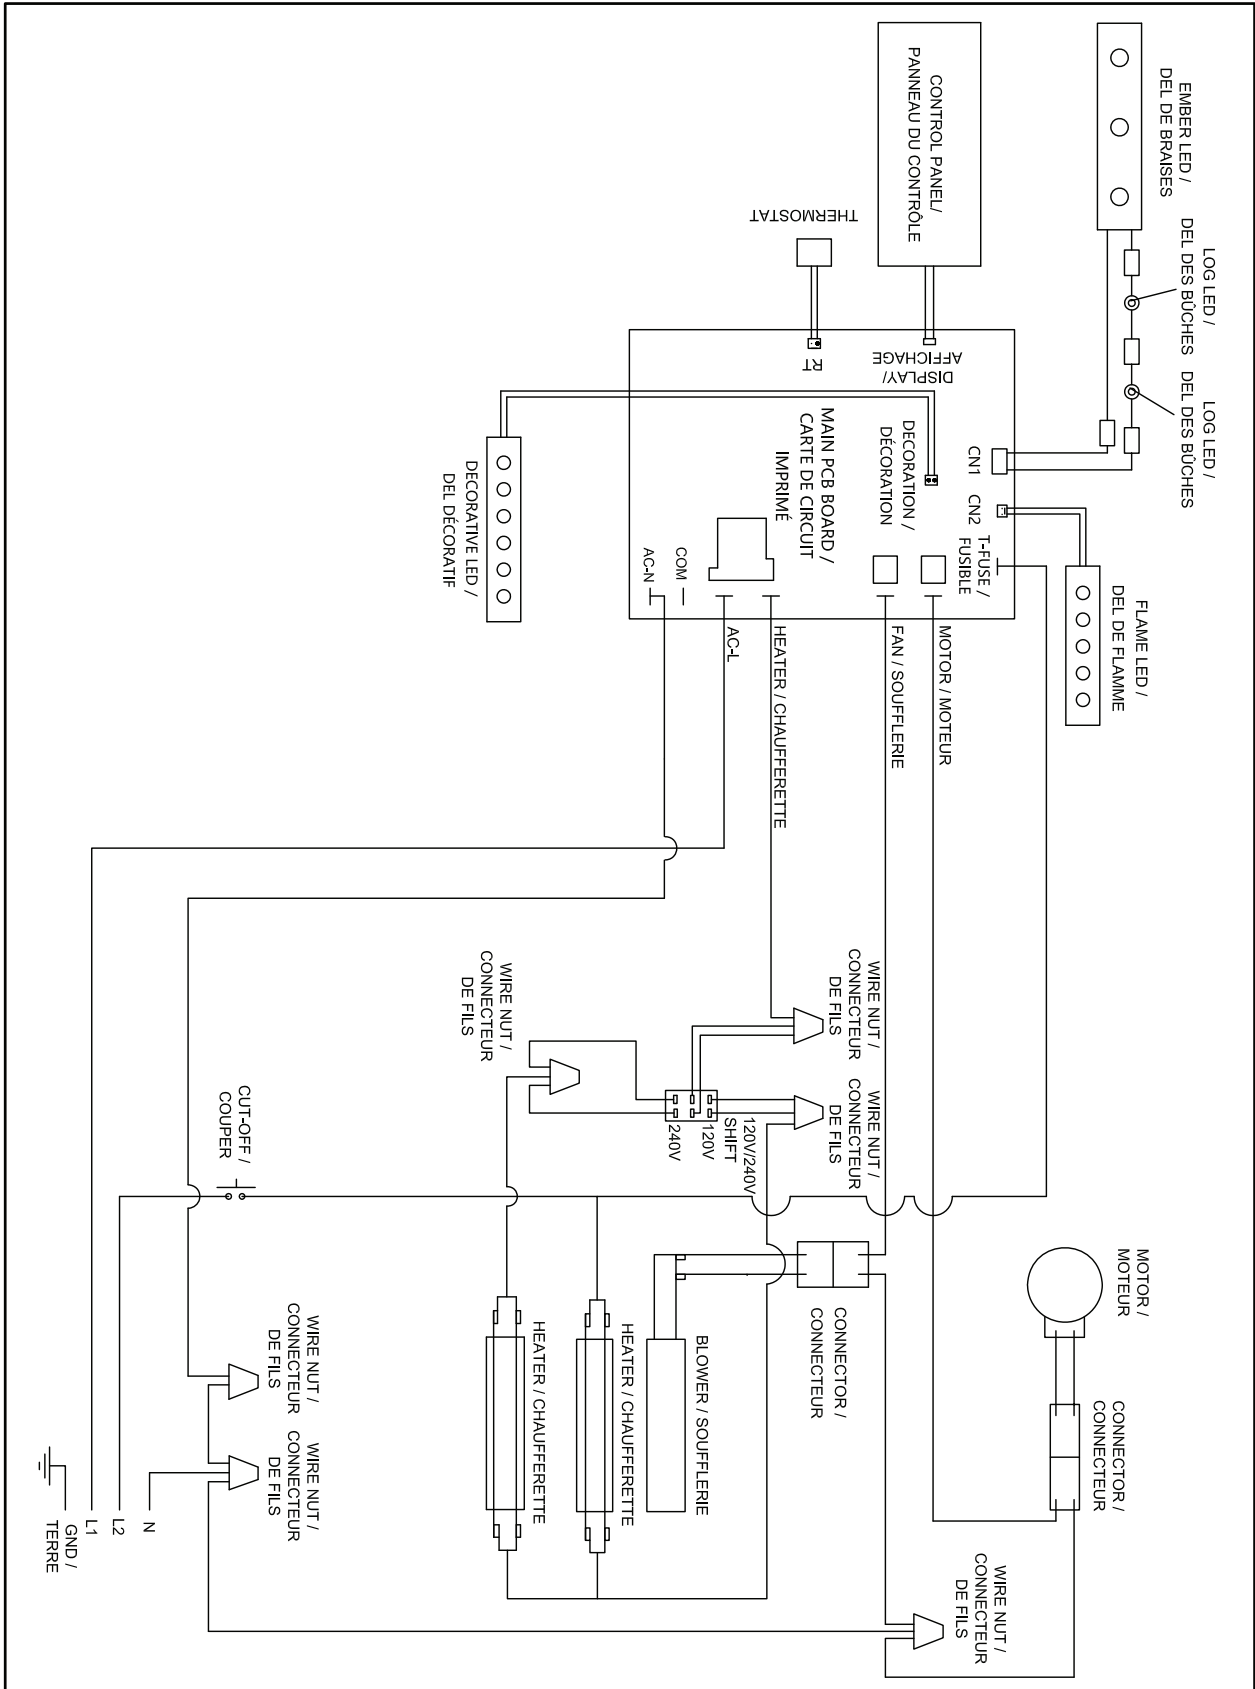 EMBER LED /
DEL DE BRAISES
LOG LED /
DEL DES BÛCHES
LOG LED /
DEL DES BÛCHES
FLAME LED /
DEL DE FLAMME
CONTROL PANEL/
PANNEAU DU CONTRÔLE
THERMOSTAT
DISPLAY/
AFFICHAGE
RT
CN1
CN2
T-FUSE /
FUSIBLE
DECORATION /
DÉCORATION
MAIN PCB BOARD /
CARTE DE CIRCUIT
IMPRIMÉ
COM
AC-N
DECORATIVE LED /
DEL DÉCORATIF
MOTOR / MOTEUR
FAN / SOUFFLERIE
HEATER / CHAUFFERETTE
AC-L
WIRE NUT /
CONNECTEUR
DE FILS
WIRE NUT /
CONNECTEUR
DE FILS
WIRE NUT /
CONNECTEUR
DE FILS
120V/240V
SHIFT
120V
240V
CUT-OFF /
COUPER
MOTOR /
MOTEUR
CONNECTOR /
CONNECTEUR
CONNECTOR /
CONNECTEUR
BLOWER / SOUFFLERIE
HEATER / CHAUFFERETTE
HEATER / CHAUFFERETTE
WIRE NUT /
CONNECTEUR
DE FILS
WIRE NUT /
CONNECTEUR
DE FILS
WIRE NUT /
CONNECTEUR
DE FILS
N
L2
L1
GND /
TERRE